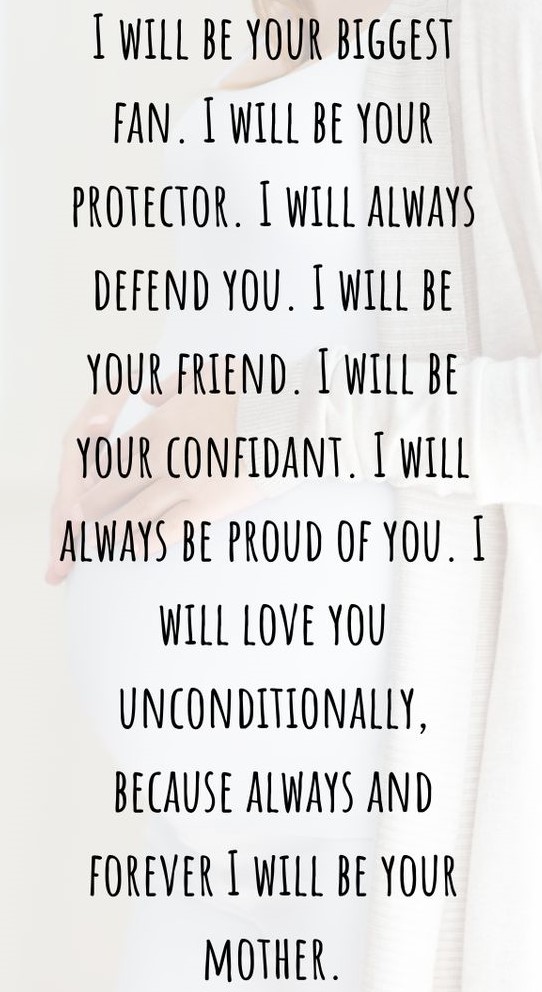 I WILL BE YOUR BIGGEST
FAN. I WILL BE YOUR
PROTECTOR. I WILL ALWAYS
DEFEND YOU. I WILL BE
YOUR FRIEND. I WILL BE
YOUR CONFIDANT. I WILL
ALWAYS BE PROUD OF YOU. I
WILL LOVE YOU
UNCONDITIONALLY,
BECAUSE ALWAYS AND
FOREVER I WILL BE YOUR
MOTHER.